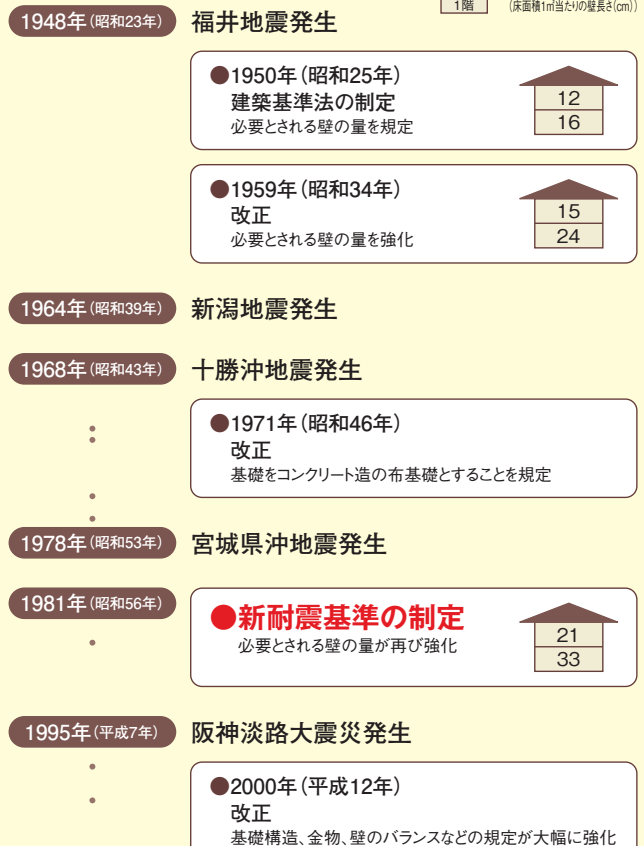 1階
(床面積1㎡当たりの壁長さ(cm))
1948年(昭和23年) 福井地震発生
●1950年(昭和25年)
建築基準法の制定
必要とされる壁の量を規定
12
16
●1959年(昭和34年)
改正
必要とされる壁の量を強化
15
24
1964年(昭和39年) 新潟地震発生
1968年(昭和43年) 十勝沖地震発生
●1971年(昭和46年)
改正
基礎をコンクリート造の布基礎とすることを規定
1978年(昭和53年) 宮城県沖地震発生
1981年(昭和56年)
●新耐震基準の制定
必要とされる壁の量が再び強化
21
33
1995年(平成7年) 阪神淡路大震災発生
●2000年(平成12年)
改正
基礎構造、金物、壁のバランスなどの規定が大幅に強化